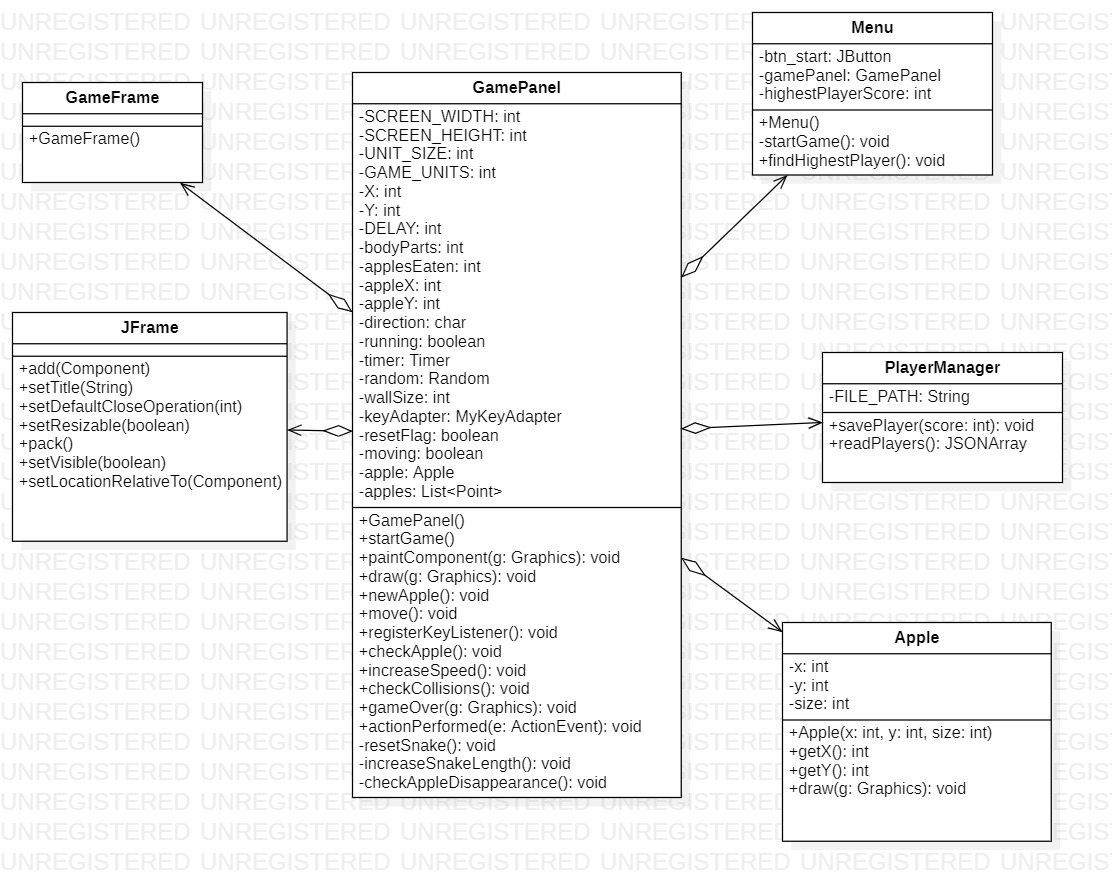 GameFrame
+GameFrame()
JFrame
+add(Component)
+setTitle(String)
+setDefaultCloseOperation(int)
+setResizable(boolean)
+pack()
+setVisible(boolean)
+setLocationRelativeTo(Component)
GamePanel
-SCREEN_WIDTH: int
-SCREEN_HEIGHT: int
-UNIT_SIZE: int
-GAME_UNITS: int
-X: int
-Y: int
-DELAY: int
-bodyParts: int
-applesEaten: int
-appleX: int
-appleY: int
-direction: char
-running: boolean
-timer: Timer
-random: Random
-wallSize: int
-keyAdapter: MyKeyAdapter
-resetFlag: boolean
-moving: boolean
-apple: Apple
-apples: List<Point>
+GamePanel()
+startGame()
+paintComponent(g: Graphics): void
+draw(g: Graphics): void
+newApple(): void
+move(): void
+registerKeyListener(): void
+checkApple(): void
+increaseSpeed(): void
+checkCollisions(): void
+gameOver(g: Graphics): void
+actionPerformed(e: ActionEvent): void
-resetSnake(): void
-increaseSnakeLength(): void
-checkAppleDisappearance(): void
Menu
-btn_start: JButton
-gamePanel: GamePanel
-highestPlayerScore: int
+Menu()
-startGame(): void
+findHighestPlayer(): void
PlayerManager
-FILE_PATH: String
+savePlayer(score: int): void
+readPlayers(): JSONArray
Apple
-x: int
-y: int
-size: int
+Apple(x: int, y: int, size: int)
+getX(): int
+getY(): int
+draw(g: Graphics): void
UNREGISTERED